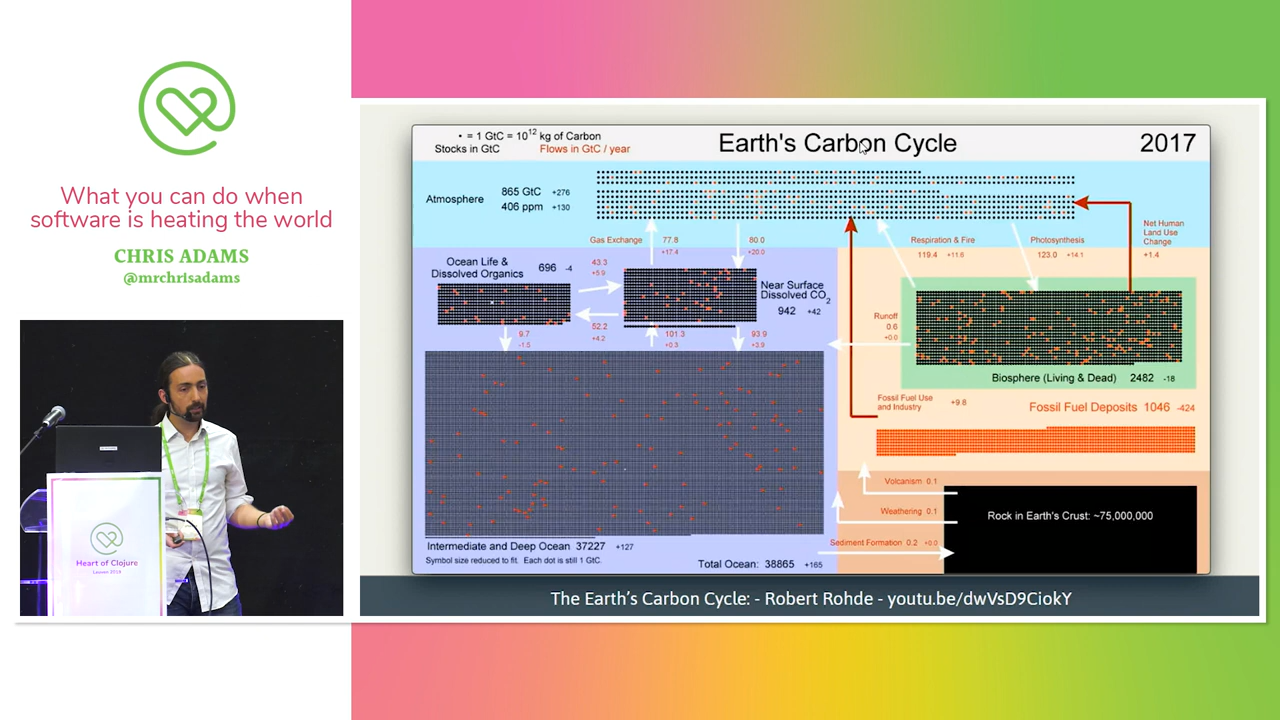 What you can do when
software is heating the world
CHRIS ADAMS
@mrchrisadams
Heart of Clojure
Leuven 2019
• = 1 GtC = 10^12 kg of Carbon
Stocks in GtC
Flows in GtC / year
Earth's Carbon Cycle
2017
Atmosphere
865 GtC +276
406 ppm +130
Gas Exchange
77.8
+17.4
80.0
+20.0
Respiration & Fire
119.4 +11.6
Photosynthesis
123.0 +14.1
Net Human
Land Use
Change
+1.4
Ocean Life &
Dissolved Organics
696 -4
43.3
+5.9
Near Surface
Dissolved CO2
942 +42
52.2
+4.2
9.7
-1.5
101.3
+0.3
93.9
+3.9
Runoff
0.6
+0.0
Biosphere (Living & Dead) 2482 -18
Fossil Fuel Use
and Industry
+9.8
Fossil Fuel Deposits 1046 -424
Volcanism 0.1
Weathering 0.1
Rock in Earth's Crust: ~75,000,000
Sediment Formation 0.2 +0.0
Intermediate and Deep Ocean 37227 +127
Symbol size reduced to fit. Each dot is still 1 GtC.
Total Ocean: 38865 +165
The Earth's Carbon Cycle: - Robert Rohde - youtu.be/dwVsD9CiokY